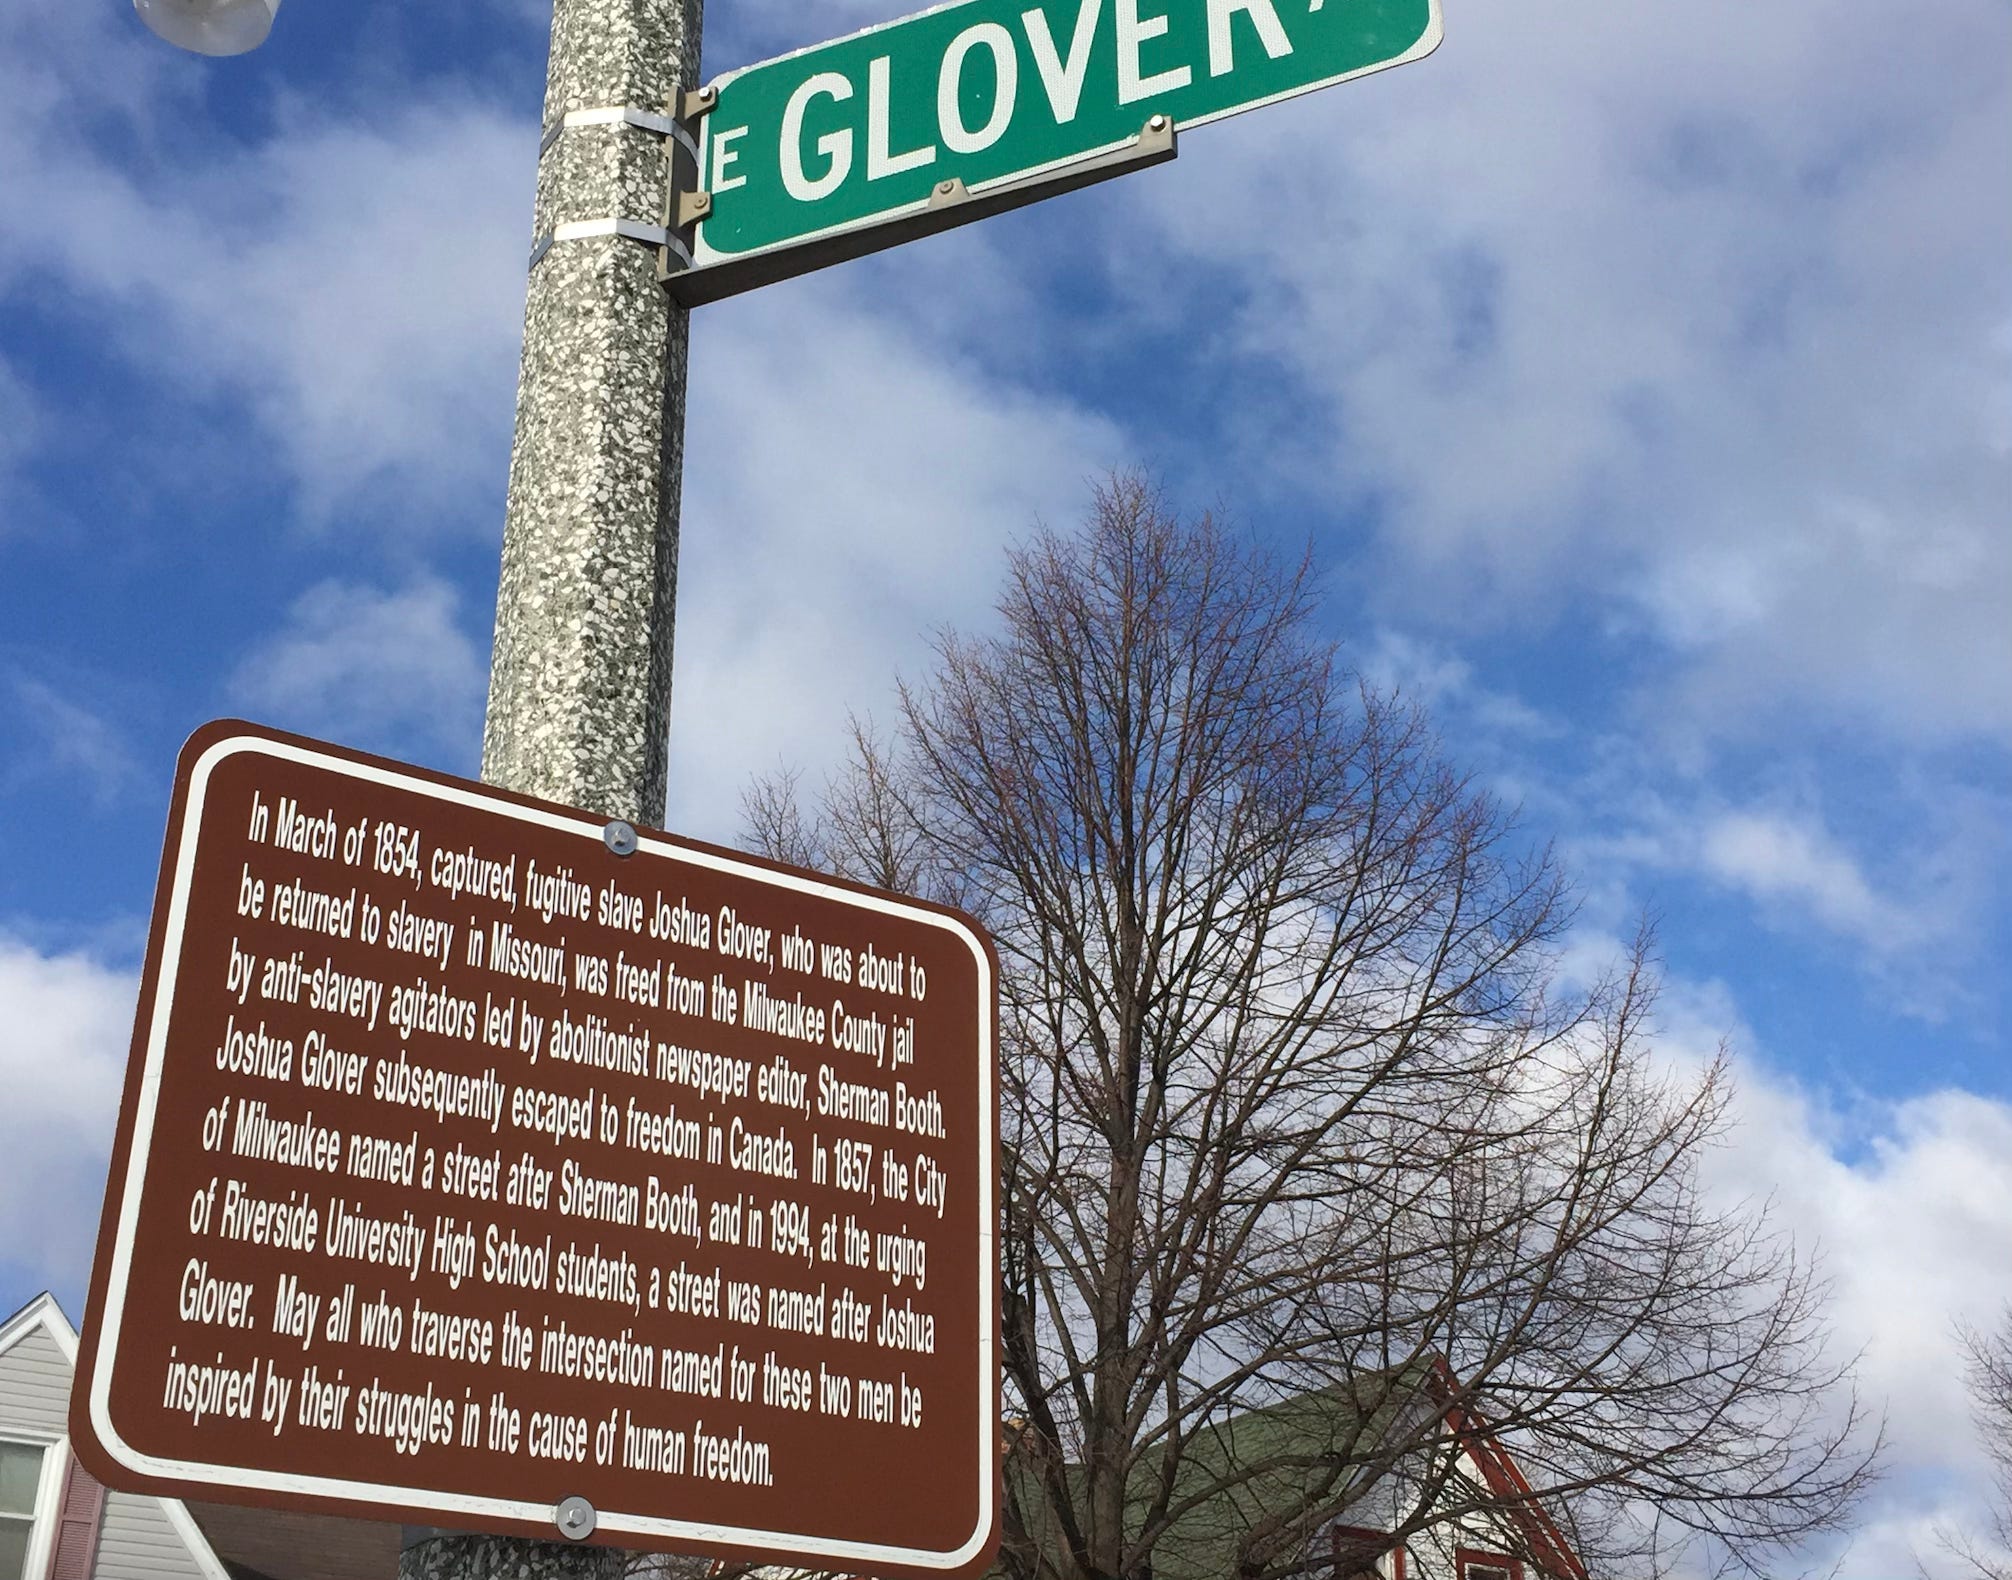 E GLOVER
In March of 1854, captured, fugitive slave Joshua Glover, who was about to
be returned to slavery in Missouri, was freed from the Milwaukee County jail
by anti-slavery agitators led by abolitionist newspaper editor, Sherman Booth.
Joshua Glover subsequently escaped to freedom in Canada. In 1857, the City
of Milwaukee named a street after Sherman Booth, and in 1994, at the urging
of Riverside University High School students, a street was named after Joshua
Glover. May all who traverse the intersection named for these two men be
inspired by their struggles in the cause of human freedom.